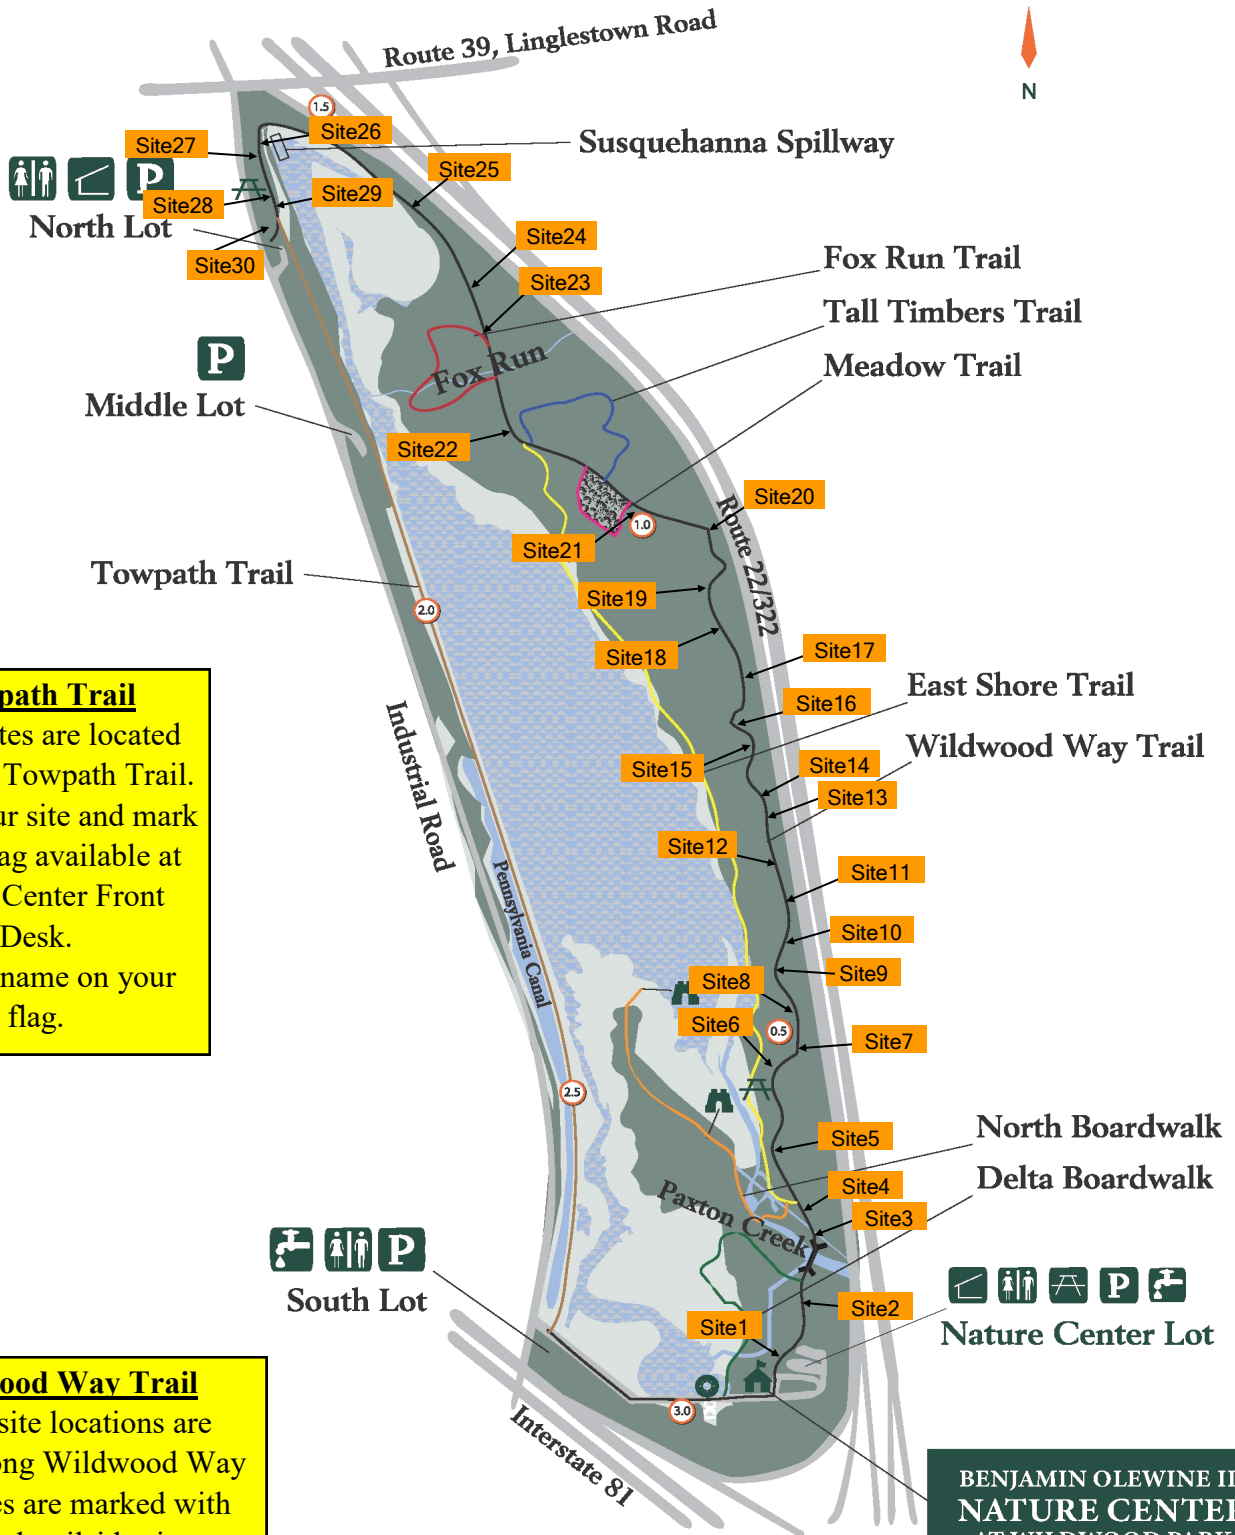 Route 39, Linglestown Road
N
1.5
Site26
Site27
Susquehanna Spillway
Site25
P
Site29
Site28
North Lot
Site24
Site30
Fox Run Trail
Site23
Tall Timbers Trail
P
Fox Run
Meadow Trail
Middle Lot
Site22
Site20
Route 22/322
1.0
Site21
Towpath Trail
Site19
2.0
Site18
Site17
path Trail
tes are located
Towpath Trail.
ur site and mark
ag available at
Center Front
Desk.
name on your
flag.
East Shore Trail
Site16
Industrial Road
Wildwood Way Trail
Site15
Site14
Site13
Site12
Site11
Pennsylvania Canal
Site10
Site9
Site8
Site6
0.5
Site7
2.5
North Boardwalk
Site5
Delta Boardwalk
Site4
Paxton Creek
Site3
P
South Lot
P
Site2
Site1
Nature Center Lot
ood Way Trail
site locations are
ong Wildwood Way
es are marked with
3.0
Interstate 81
BENJAMIN OLEWINE II
NATURE CENTER
AT WILDWOOD PARK